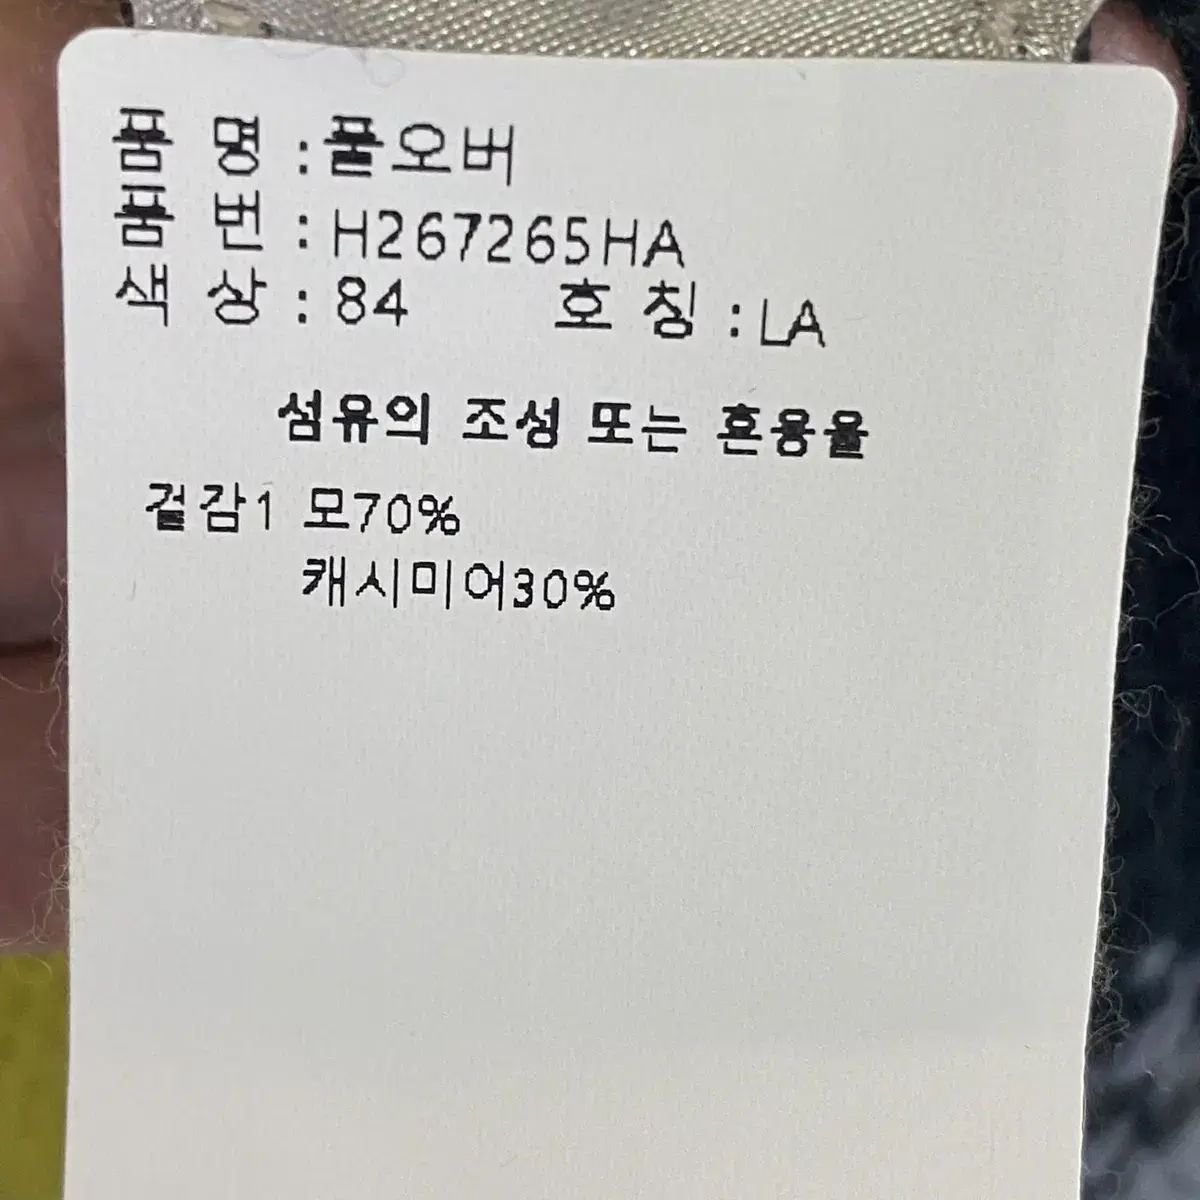 품 명 : 풀오버
품 번 : H267265HA
색 상 : 84 호 칭 : LA
섬유의 조성 또는 혼용율
겉감1 모70%
캐시미어30%